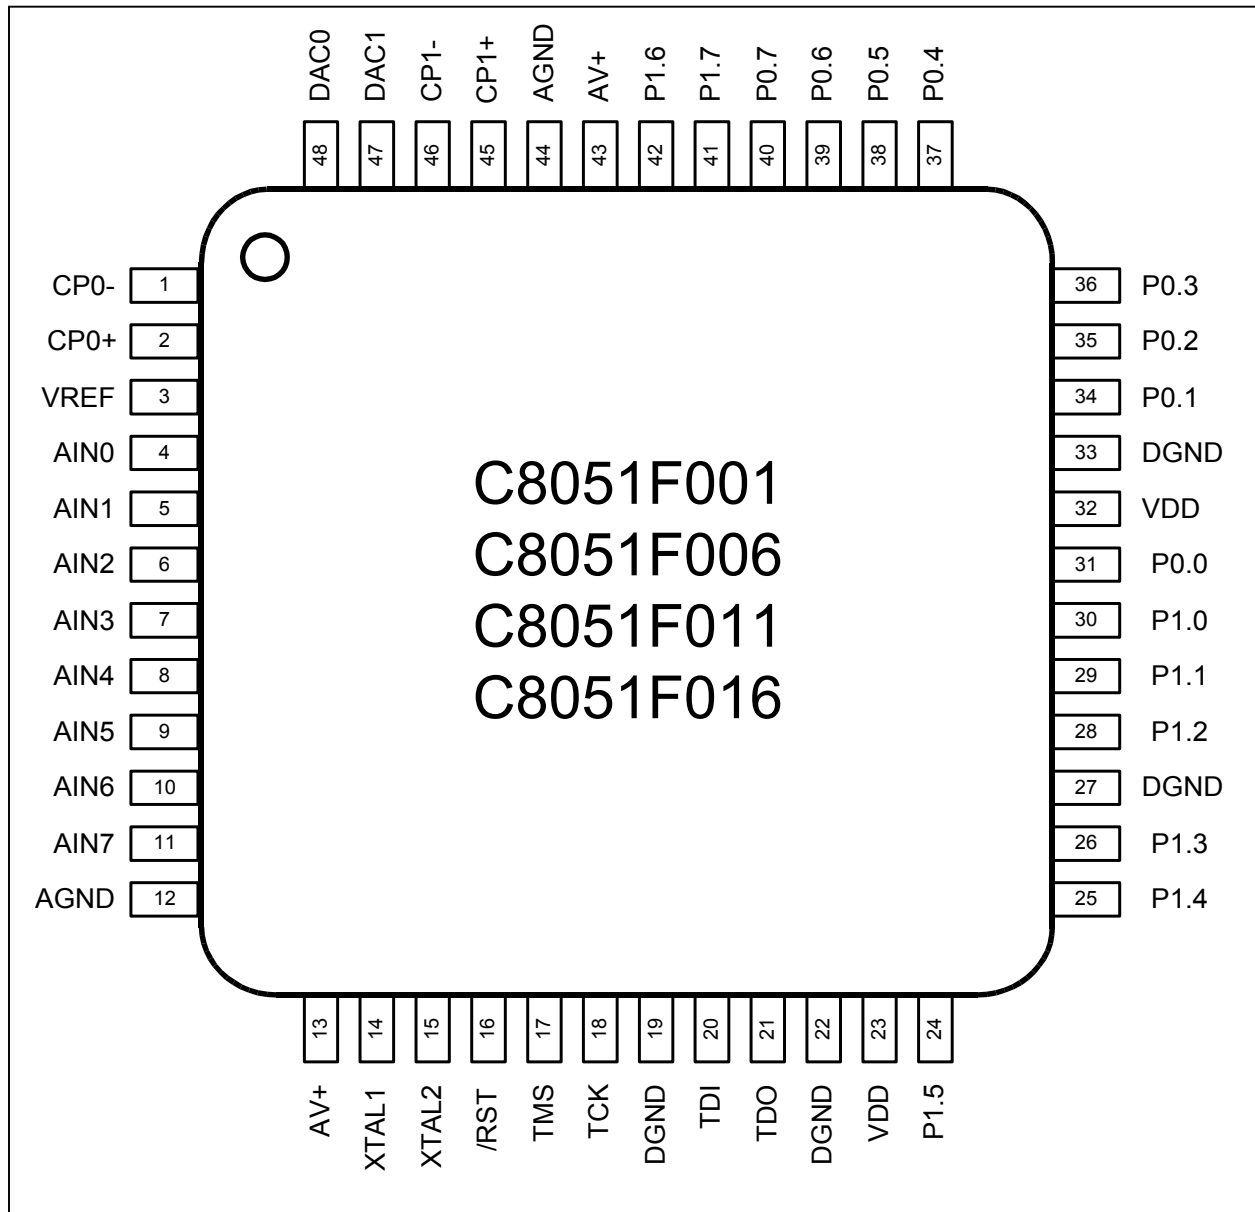 DAC0
DAC1
CP1-
CP1+
AGND
AV+
P1.6
P1.7
P0.7
P0.6
P0.5
P0.4
48
47
46
45
44
43
42
41
40
39
38
37
CP0- 1
CP0+ 2
VREF 3
AIN0 4
AIN1 5
AIN2 6
AIN3 7
AIN4 8
AIN5 9
AIN6 10
AIN7 11
AGND 12
C8051F001
C8051F006
C8051F011
C8051F016
36 P0.3
35 P0.2
34 P0.1
33 DGND
32 VDD
31 P0.0
30 P1.0
29 P1.1
28 P1.2
27 DGND
26 P1.3
25 P1.4
13
14
15
16
17
18
19
20
21
22
23
24
AV+
XTAL1
XTAL2
/RST
TMS
TCK
DGND
TDI
TDO
DGND
VDD
P1.5